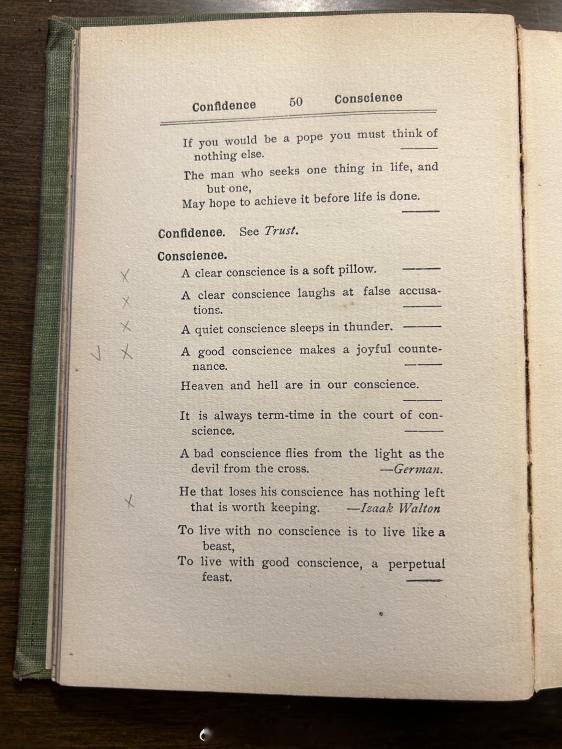 Confidence 50 Conscience
If you would be a pope you must think of
nothing else.
The man who seeks one thing in life, and
but one,
May hope to achieve it before life is done.
Confidence. See Trust.
Conscience.
A clear conscience is a soft pillow.
A clear conscience laughs at false accusa-
tions.
A quiet conscience sleeps in thunder.
A good conscience makes a joyful counte-
nance.
Heaven and hell are in our conscience.
It is always term-time in the court of con-
science.
A bad conscience flies from the light as the
devil from the cross. —German.
He that loses his conscience has nothing left
that is worth keeping. —Izaak Walton
To live with no conscience is to live like a
beast,
To live with good conscience, a perpetual
feast.